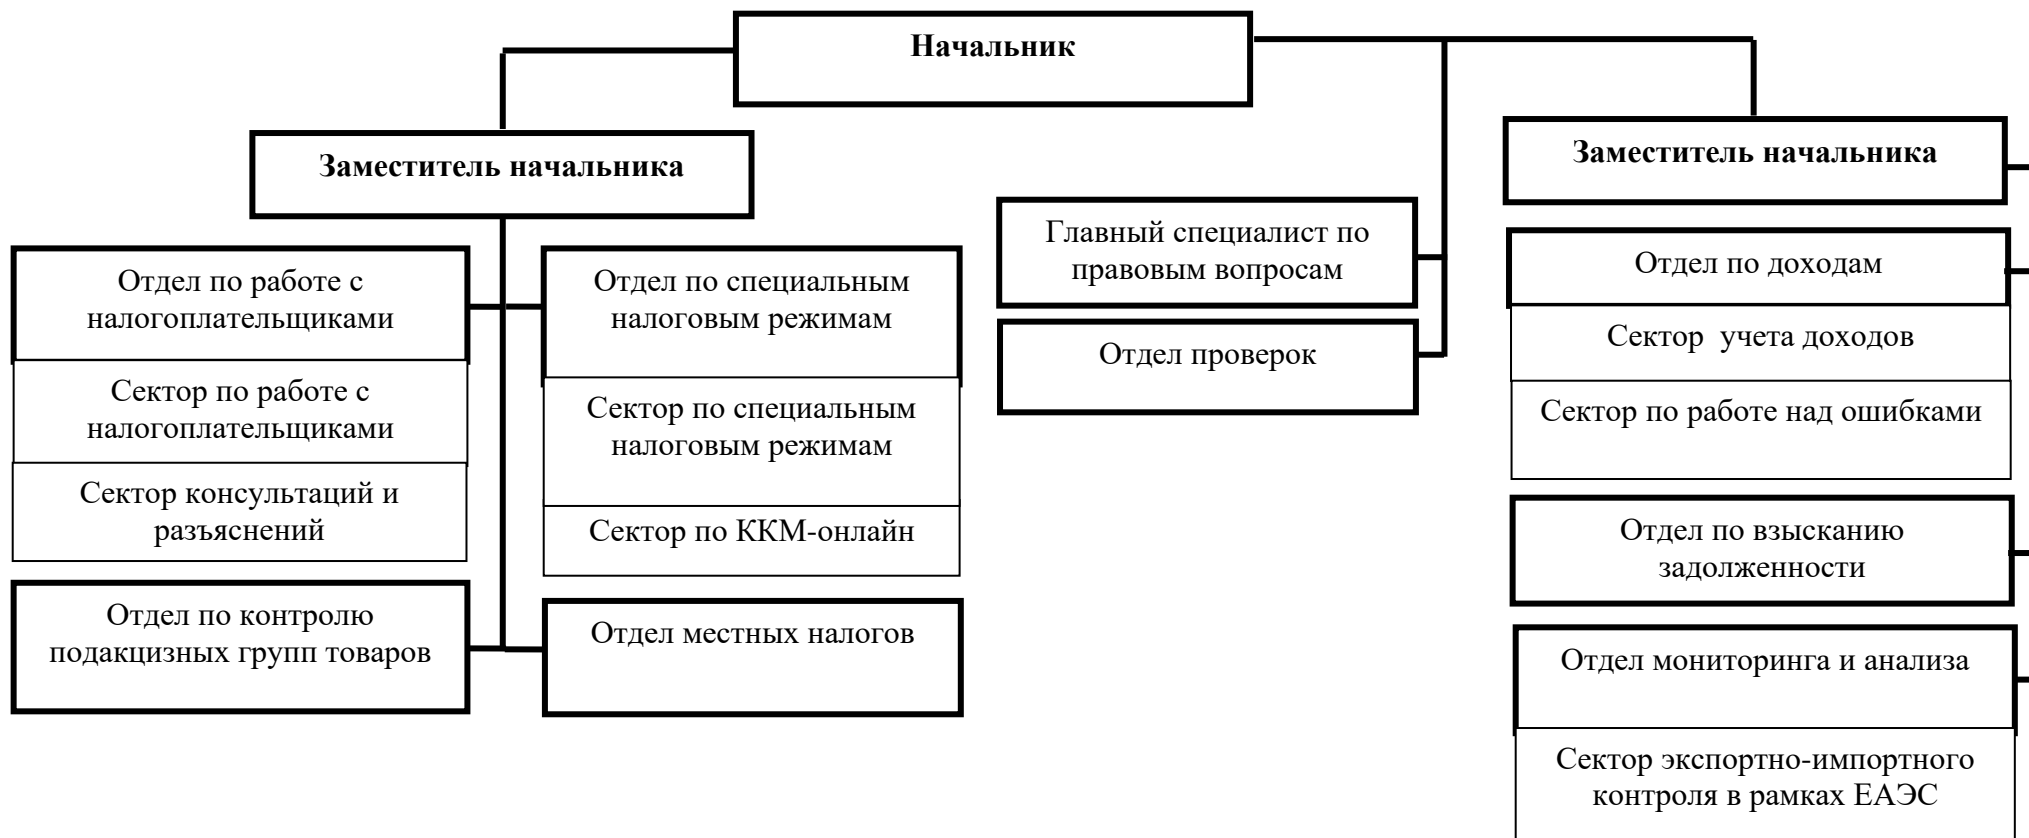 Начальник
Заместитель начальника
Отдел по работе с
налогоплательщиками
Сектор по работе с
налогоплательщиками
Сектор консультаций и
разъяснений
Отдел по контролю
подакцизных групп товаров
Отдел по специальным
налоговым режимам
Сектор по специальным
налоговым режимам
Сектор по ККМ-онлайн
Отдел местных налогов
Главный специалист по
правовым вопросам
Отдел проверок
Заместитель начальника
Отдел по доходам
Сектор учета доходов
Сектор по работе над ошибками
Отдел по взысканию
задолженности
Отдел мониторинга и анализа
Сектор экспортно-импортного
контроля в рамках ЕАЭС